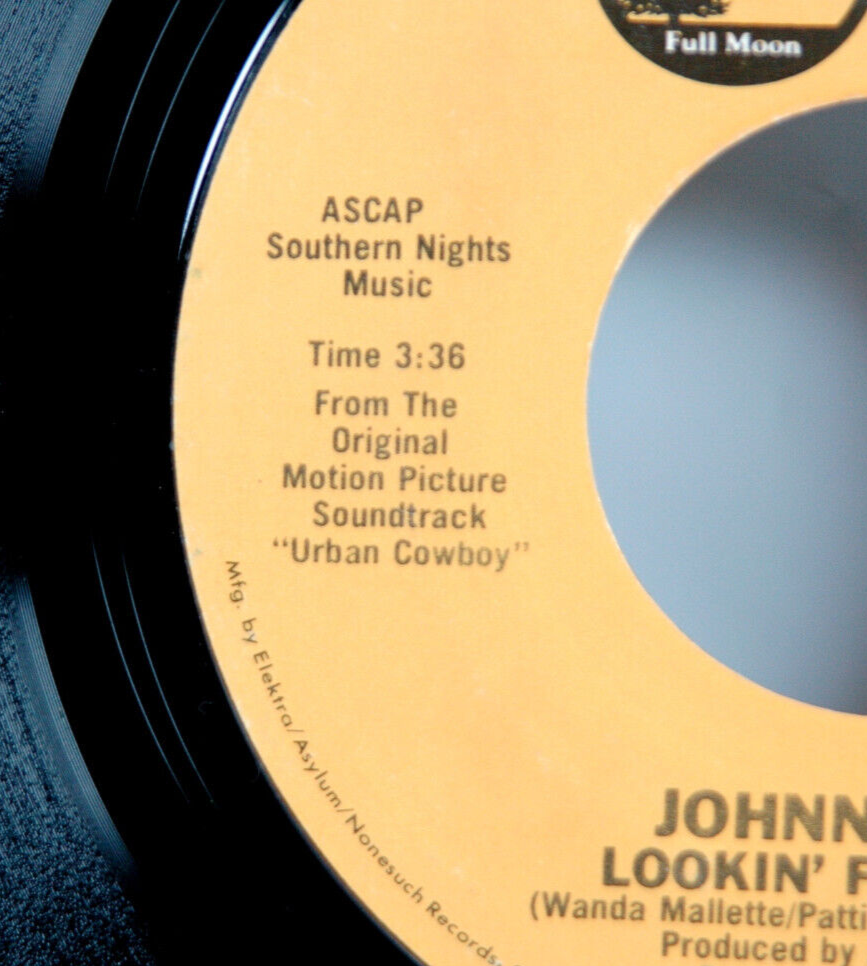 Full Moon
ASCAP
Southern Nights
Music
Time 3:36
From The
Original
Motion Picture
Soundtrack
“Urban Cowboy”
Mfg. by Elektra/Asylum/Nonesuch Records
JOHNN
LOOKIN’ F
(Wanda Mallette/Patti
Produced by